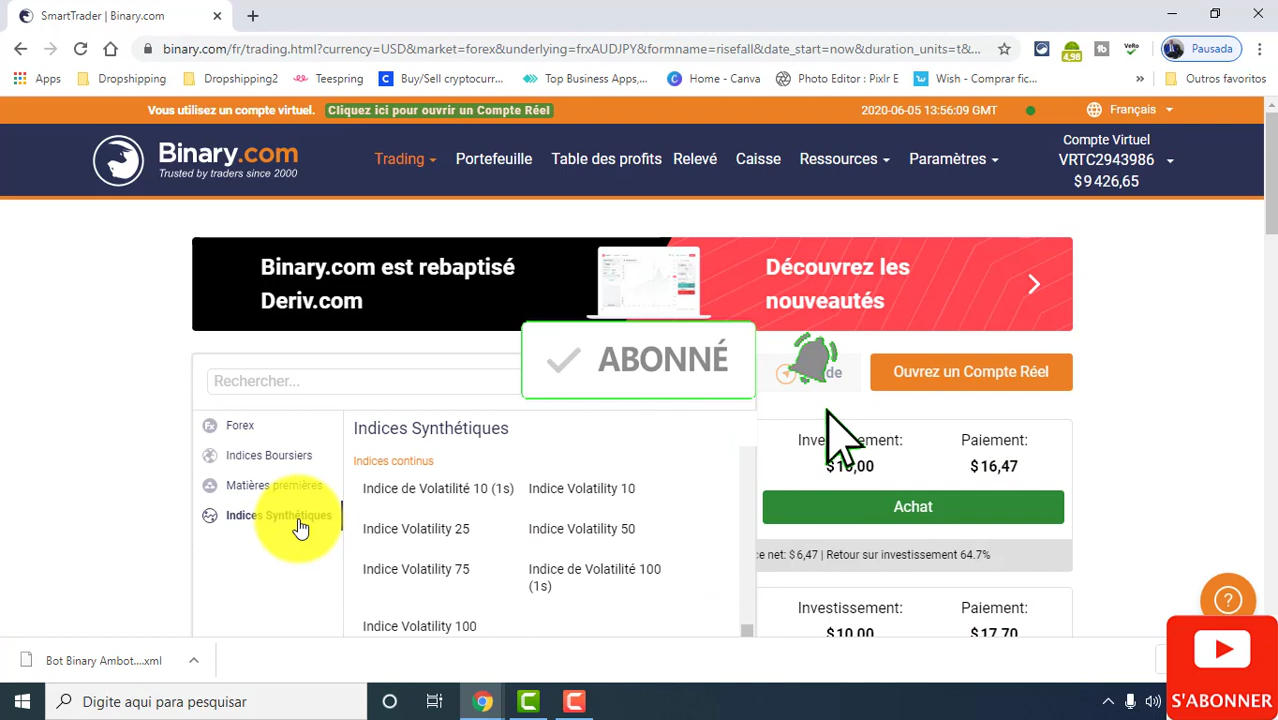 SmartTrader | Binary.com
binary.com/fr/trading.html?currency=USD&market=forex&underlying=frxAUDJPY&formname=risefall&date_start=now&duration_units=t&...
VeRo
4,98
Pausada
Apps
Dropshipping
Dropshipping2
Teespring
Buy/Sell cryptocurr...
Top Business Apps,...
Home - Canva
Photo Editor : Pixlr E
Wish - Comprar fic...
»
Outros favoritos
Vous utilisez un compte virtuel.
Cliquez ici pour ouvrir un Compte Réel
2020-06-05 13:56:09 GMT
Français
Binary.com
Trusted by traders since 2000
Trading
Portefeuille
Table des profits
Relevé
Caisse
Ressources
Paramètres
Compte Virtuel
VRTC2943986
$9 426,65
Binary.com est rebaptisé
Deriv.com
Découvrez les
nouveautés
Rechercher...
ABONNÉ
de
Ouvrez un Compte Réel
Forex
Indices Boursiers
Matières premières
Indices Synthétiques
Indices Synthétiques
Indices continus
Indice de Volatilité 10 (1s)
Indice Volatility 10
Indice Volatility 25
Indice Volatility 50
Indice Volatility 75
Indice de Volatilité 100
(1s)
Indice Volatility 100
Paiement:
$16,47
Achat
ce net: $6,47 | Retour sur investissement 64.7%
Investissement:
Paiement:
$10,00
$17,70
Bot Binary Ambot....xml
Digite aqui para pesquisar
S'ABONNER